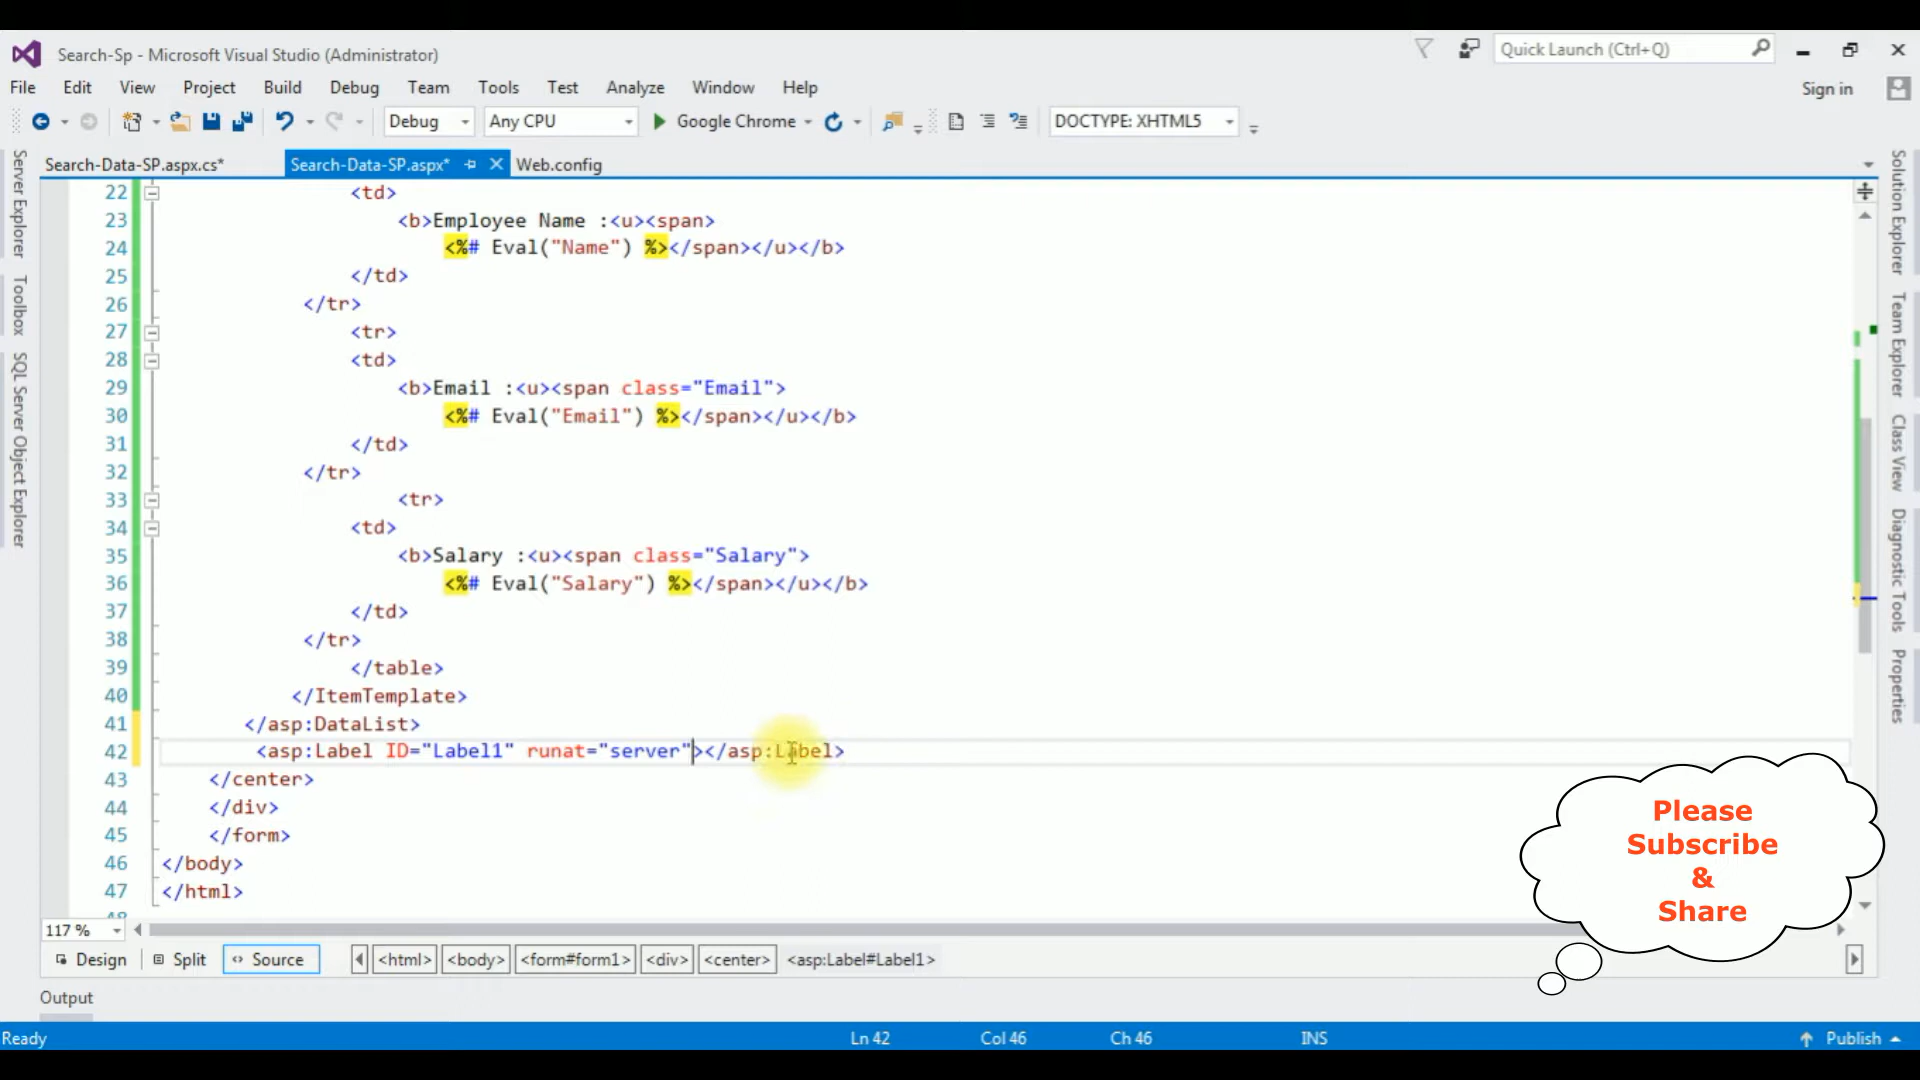 Search-Sp - Microsoft Visual Studio (Administrator)
Quick Launch (Ctrl+Q)
File Edit View Project Build Debug Team Tools Test Analyze Window Help
Sign in
Debug Any CPU Google Chrome DOCTYPE: XHTML5
Search-Data-SP.aspx.cs* Search-Data-SP.aspx* Web.config
Server Explorer
Toolbox
SQL Server Object Explorer
22 <td>
23 <b>Employee Name :<u><span>
24 <%# Eval("Name") %></span></u></b>
25 </td>
26 </tr>
27 <tr>
28 <td>
29 <b>Email :<u><span class="Email">
30 <%# Eval("Email") %></span></u></b>
31 </td>
32 </tr>
33 <tr>
34 <td>
35 <b>Salary :<u><span class="Salary">
36 <%# Eval("Salary") %></span></u></b>
37 </td>
38 </tr>
39 </table>
40 </ItemTemplate>
41 </asp:DataList>
42 <asp:Label ID="Label1" runat="server"></asp:Label>
43 </center>
44 </div>
45 </form>
46 </body>
47 </html>
48
Solution Explorer
Team Explorer
Class View
Diagnostic Tools
Properties
Please
Subscribe
&
Share
117 %
Design Split Source <html> <body> <form#form1> <div> <center> <asp:Label#Label1>
Output
Ready Ln 42 Col 46 Ch 46 INS Publish